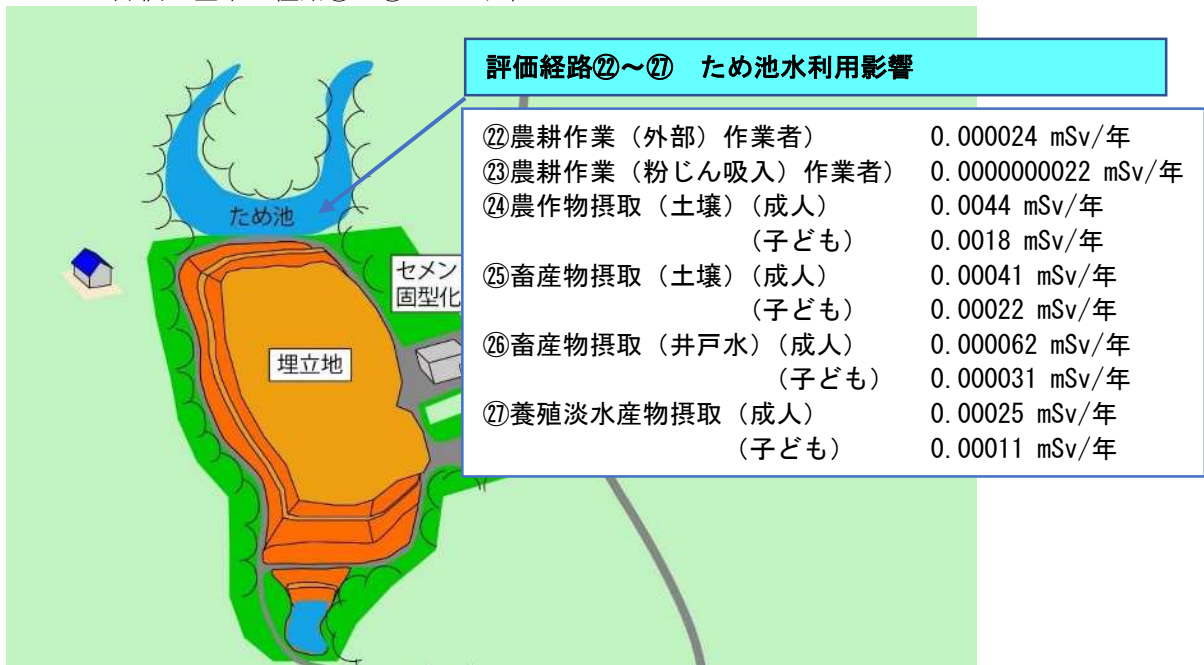 評価経路㉒～㉗　ため池水利用影響
㉒農耕作業（外部）作業者）　0.000024 mSv/年
㉓農耕作業（粉じん吸入）作業者）　0.0000000022 mSv/年
㉔農作物摂取（土壌）（成人）　0.0044 mSv/年
（子ども）　0.0018 mSv/年
㉕畜産物摂取（土壌）（成人）　0.00041 mSv/年
（子ども）　0.00022 mSv/年
㉖畜産物摂取（井戸水）（成人）　0.000062 mSv/年
（子ども）　0.000031 mSv/年
㉗養殖淡水産物摂取（成人）　0.00025 mSv/年
（子ども）　0.00011 mSv/年
ため池
セメン
固型化
埋立地